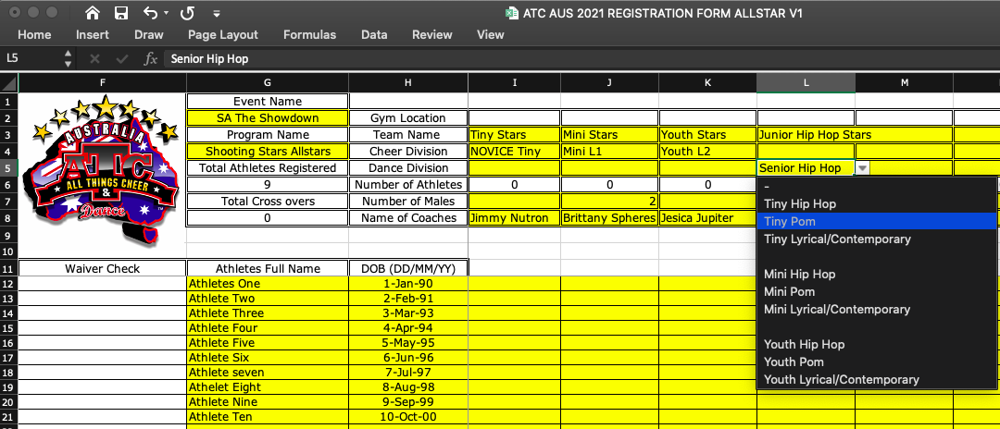 ATC AUS 2021 REGISTRATION FORM ALLSTAR V1
Home Insert Draw Page Layout Formulas Data Review View
L5 fx Senior Hip Hop
F G H I J K L M
1 Event Name
2 SA The Showdown Gym Location
3 Program Name Team Name Tiny Stars Mini Stars Youth Stars Junior Hip Hop Stars
4 Shooting Stars Allstars Cheer Division NOVICE Tiny Mini L1 Youth L2
5 Total Athletes Registered Dance Division Senior Hip Hop
6 9 Number of Athletes 0 0 0
7 Total Cross overs Number of Males 2
8 0 Name of Coaches Jimmy Nutron Brittany Spheres Jesica Jupiter
9
10
11 Waiver Check Athletes Full Name DOB (DD/MM/YY)
12 Athletes One 1-Jan-90
13 Athlete Two 2-Feb-91
14 Athlete Three 3-Mar-93
15 Athlete Four 4-Apr-94
16 Athlete Five 5-May-95
17 Athlete Six 6-Jun-96
18 Athlete seven 7-Jul-97
19 Athelet Eight 8-Aug-98
20 Athlete Nine 9-Sep-99
21 Athlete Ten 10-Oct-00
AUSTRALIA
ATC
ALL THINGS CHEER
&
Dance
TM
-
Tiny Hip Hop
Tiny Pom
Tiny Lyrical/Contemporary
Mini Hip Hop
Mini Pom
Mini Lyrical/Contemporary
Youth Hip Hop
Youth Pom
Youth Lyrical/Contemporary